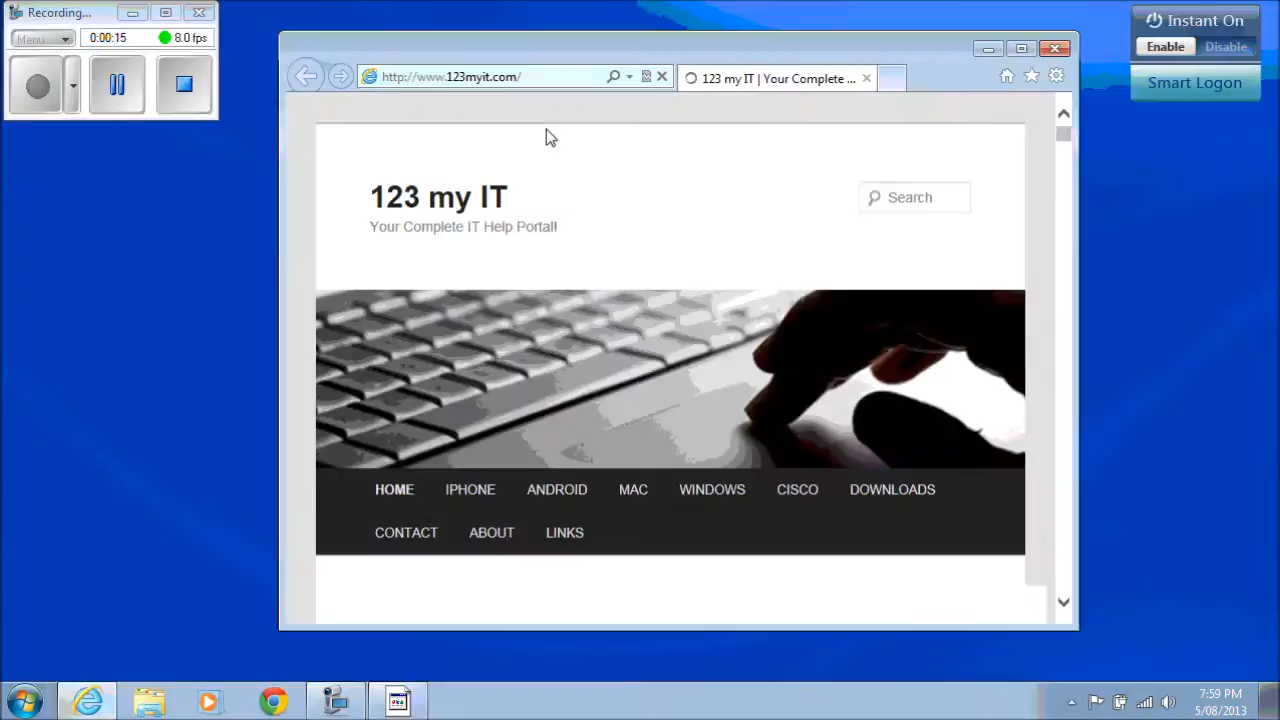 Recording...
Menu
0:00:15
8.0 fps
Instant On
Enable
Disable
Smart Logon
http://www.123myit.com/
123 my IT | Your Complete ...
123 my IT
Search
Your Complete IT Help Portal!
HOME IPHONE ANDROID MAC WINDOWS CISCO DOWNLOADS
CONTACT ABOUT LINKS
7:59 PM
5/08/2013